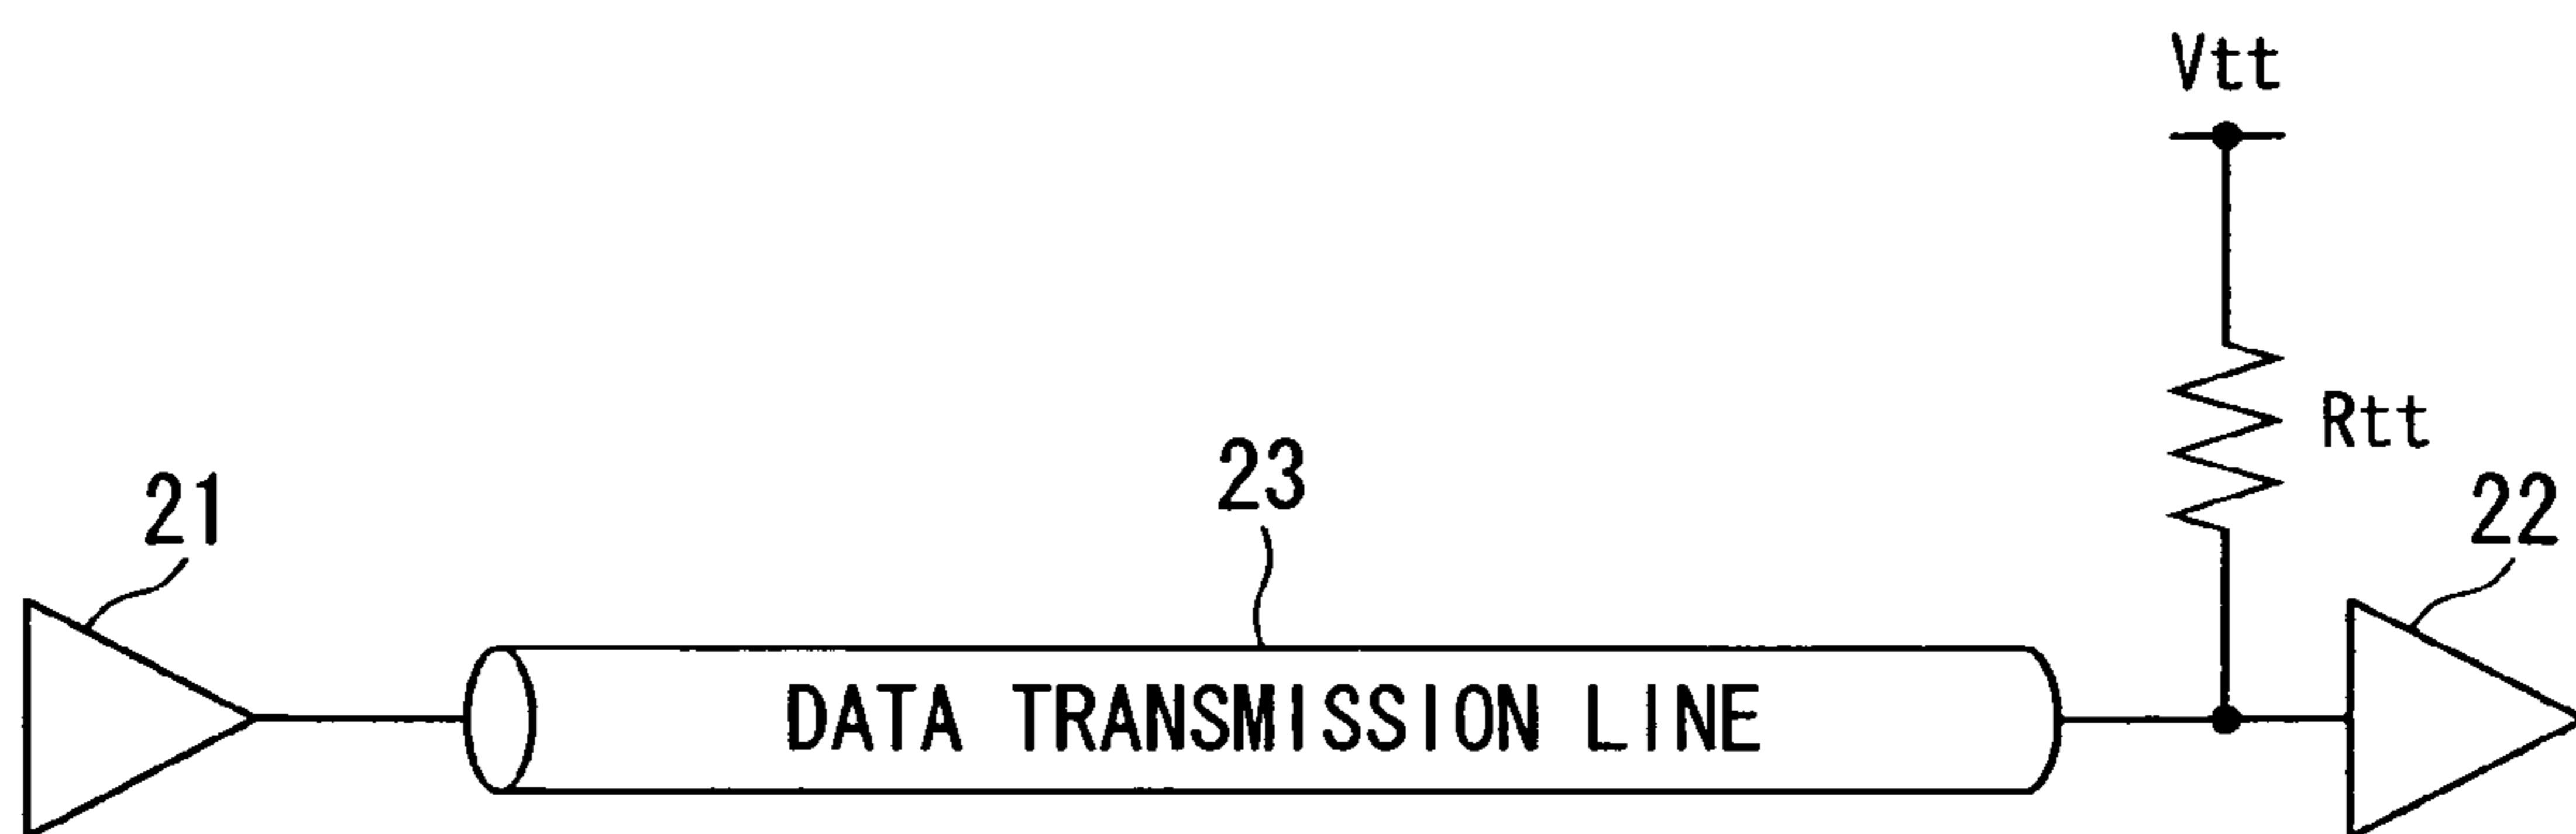 Vtt
Rtt
21
23
22
DATA TRANSMISSION LINE